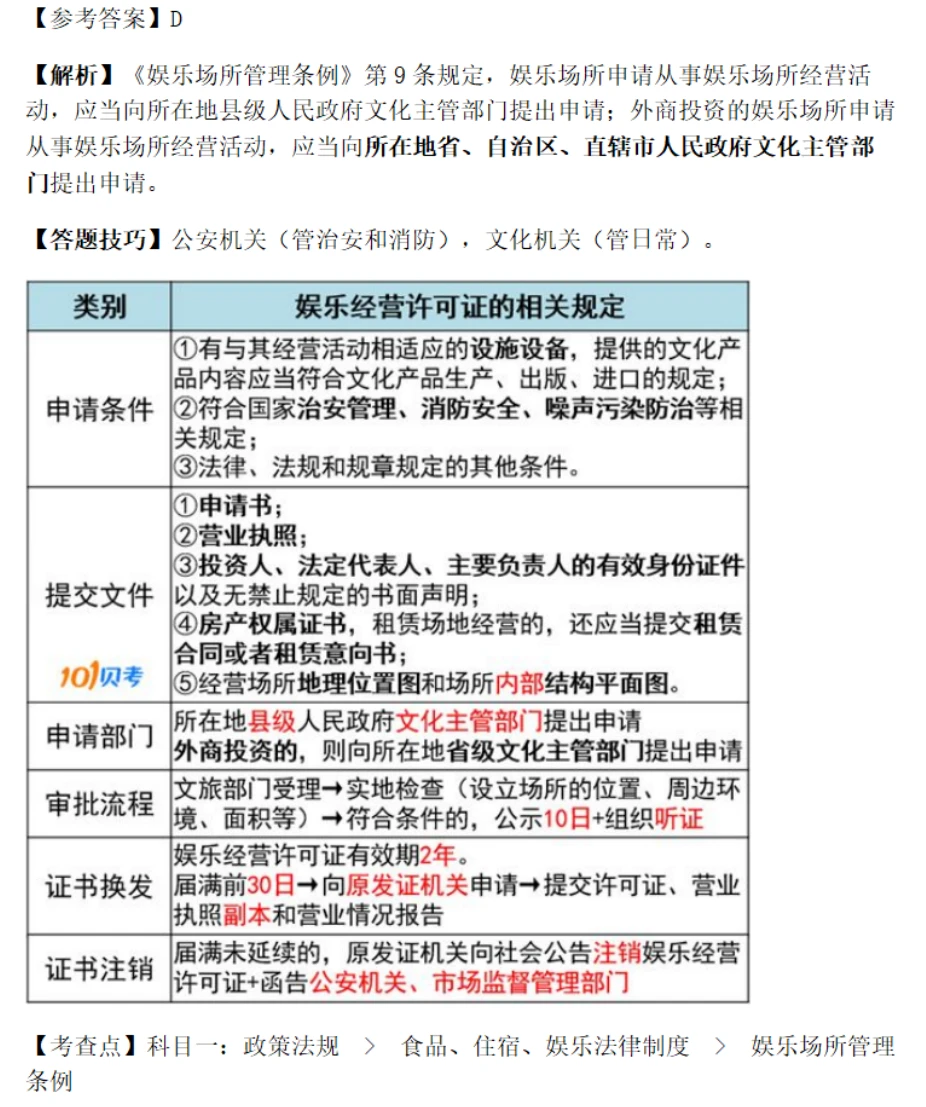 【参考答案】D
【解析】《娱乐场所管理条例》第9条规定，娱乐场所申请从事娱乐场所经营活
动，应当向所在地县级人民政府文化主管部门提出申请；外商投资的娱乐场所申请
从事娱乐场所经营活动，应当向所在地省、自治区、直辖市人民政府文化主管部
门提出申请。
【答题技巧】公安机关（管治安和消防），文化机关（管日常）。
类别
娱乐经营许可证的相关规定
申请条件
①有与其经营活动相适应的设施设备，提供的文化产
品内容应当符合文化产品生产、出版、进口的规定；
②符合国家治安管理、消防安全、噪声污染防治等相
关规定；
③法律、法规和规章规定的其他条件。
提交文件
101贝考
①申请书；
②营业执照；
③投资人、法定代表人、主要负责人的有效身份证件
以及无禁止规定的书面声明；
④房产权属证书，租赁场地经营的，还应当提交租赁
合同或者租赁意向书；
⑤经营场所地理位置图和场所内部结构平面图。
申请部门
所在地县级人民政府文化主管部门提出申请
外商投资的，则向所在地省级文化主管部门提出申请
审批流程
文旅部门受理→实地检查（设立场所的位置、周边环
境、面积等）→符合条件的，公示10日+组织听证
证书换发
娱乐经营许可证有效期2年。
届满前30日→向原发证机关申请→提交许可证、营业
执照副本和营业情况报告
证书注销
届满未延续的，原发证机关向社会公告注销娱乐经营
许可证+函告公安机关、市场监督管理部门
【考查点】科目一：政策法规 > 食品、住宿、娱乐法律制度 > 娱乐场所管理
条例